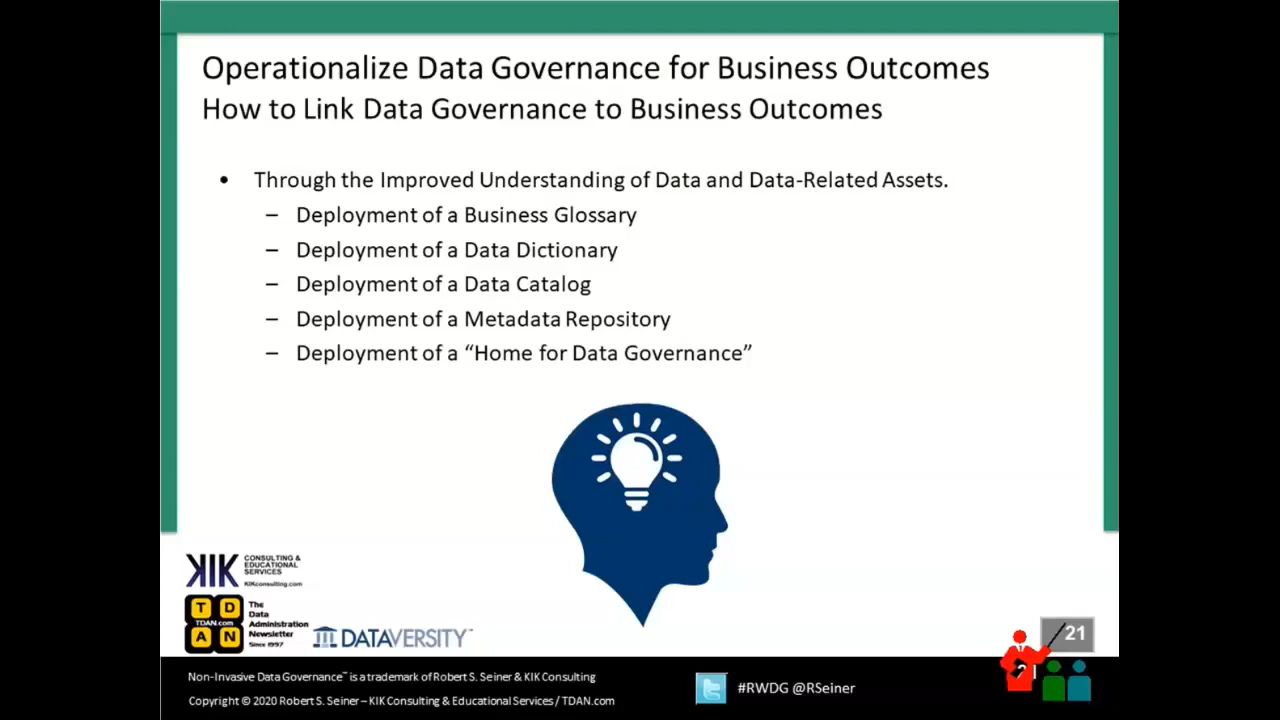 Operationalize Data Governance for Business Outcomes
How to Link Data Governance to Business Outcomes
• Through the Improved Understanding of Data and Data-Related Assets.
– Deployment of a Business Glossary
– Deployment of a Data Dictionary
– Deployment of a Data Catalog
– Deployment of a Metadata Repository
– Deployment of a “Home for Data Governance”
KIK
CONSULTING &
EDUCATIONAL
SERVICES
KIKconsulting.com
T D
TDAN.com
A N
The
Data
Administration
Newsletter
Since 1997
DATAVERSITY™
21
Non-Invasive Data Governance™ is a trademark of Robert S. Seiner & KIK Consulting
Copyright © 2020 Robert S. Seiner – KIK Consulting & Educational Services / TDAN.com
#RWDG @RSeiner